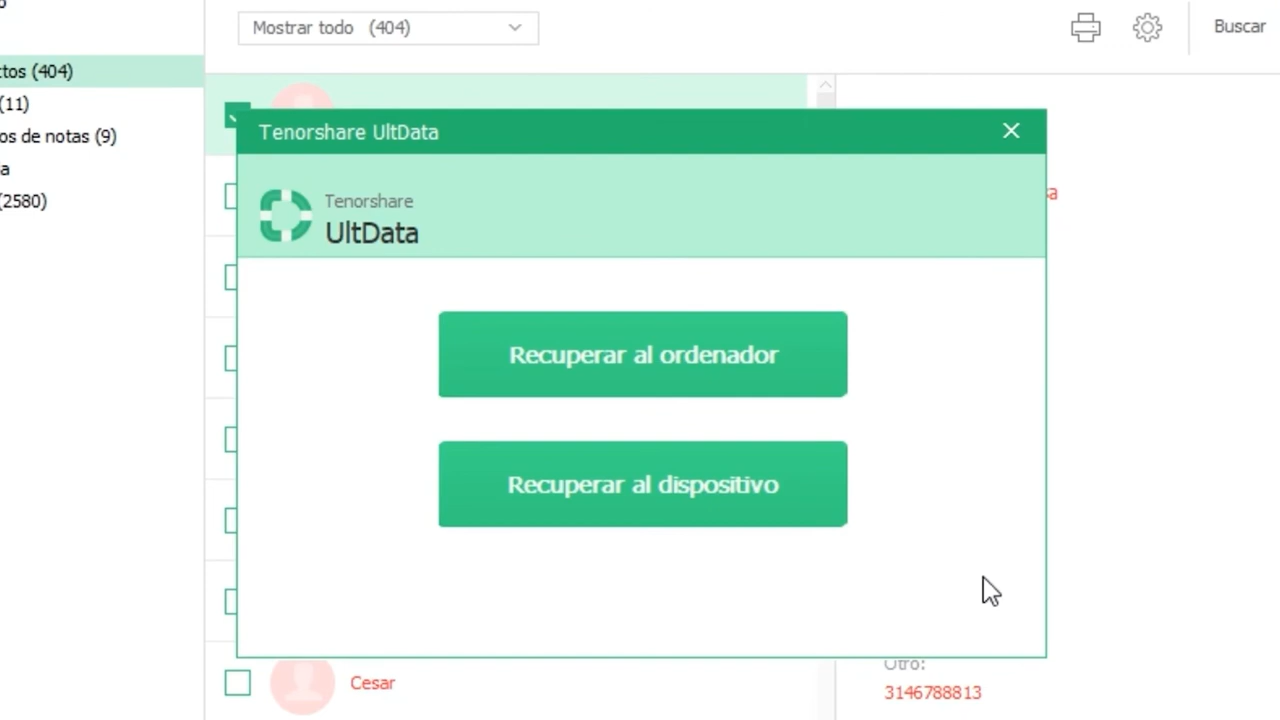 Mostrar todo (404)
Buscar
ctos (404)
(11)
os de notas (9)
a
(2580)
Tenorshare UltData
Tenorshare
UltData
sa
Recuperar al ordenador
Recuperar al dispositivo
Cesar
Otro:
3146788813